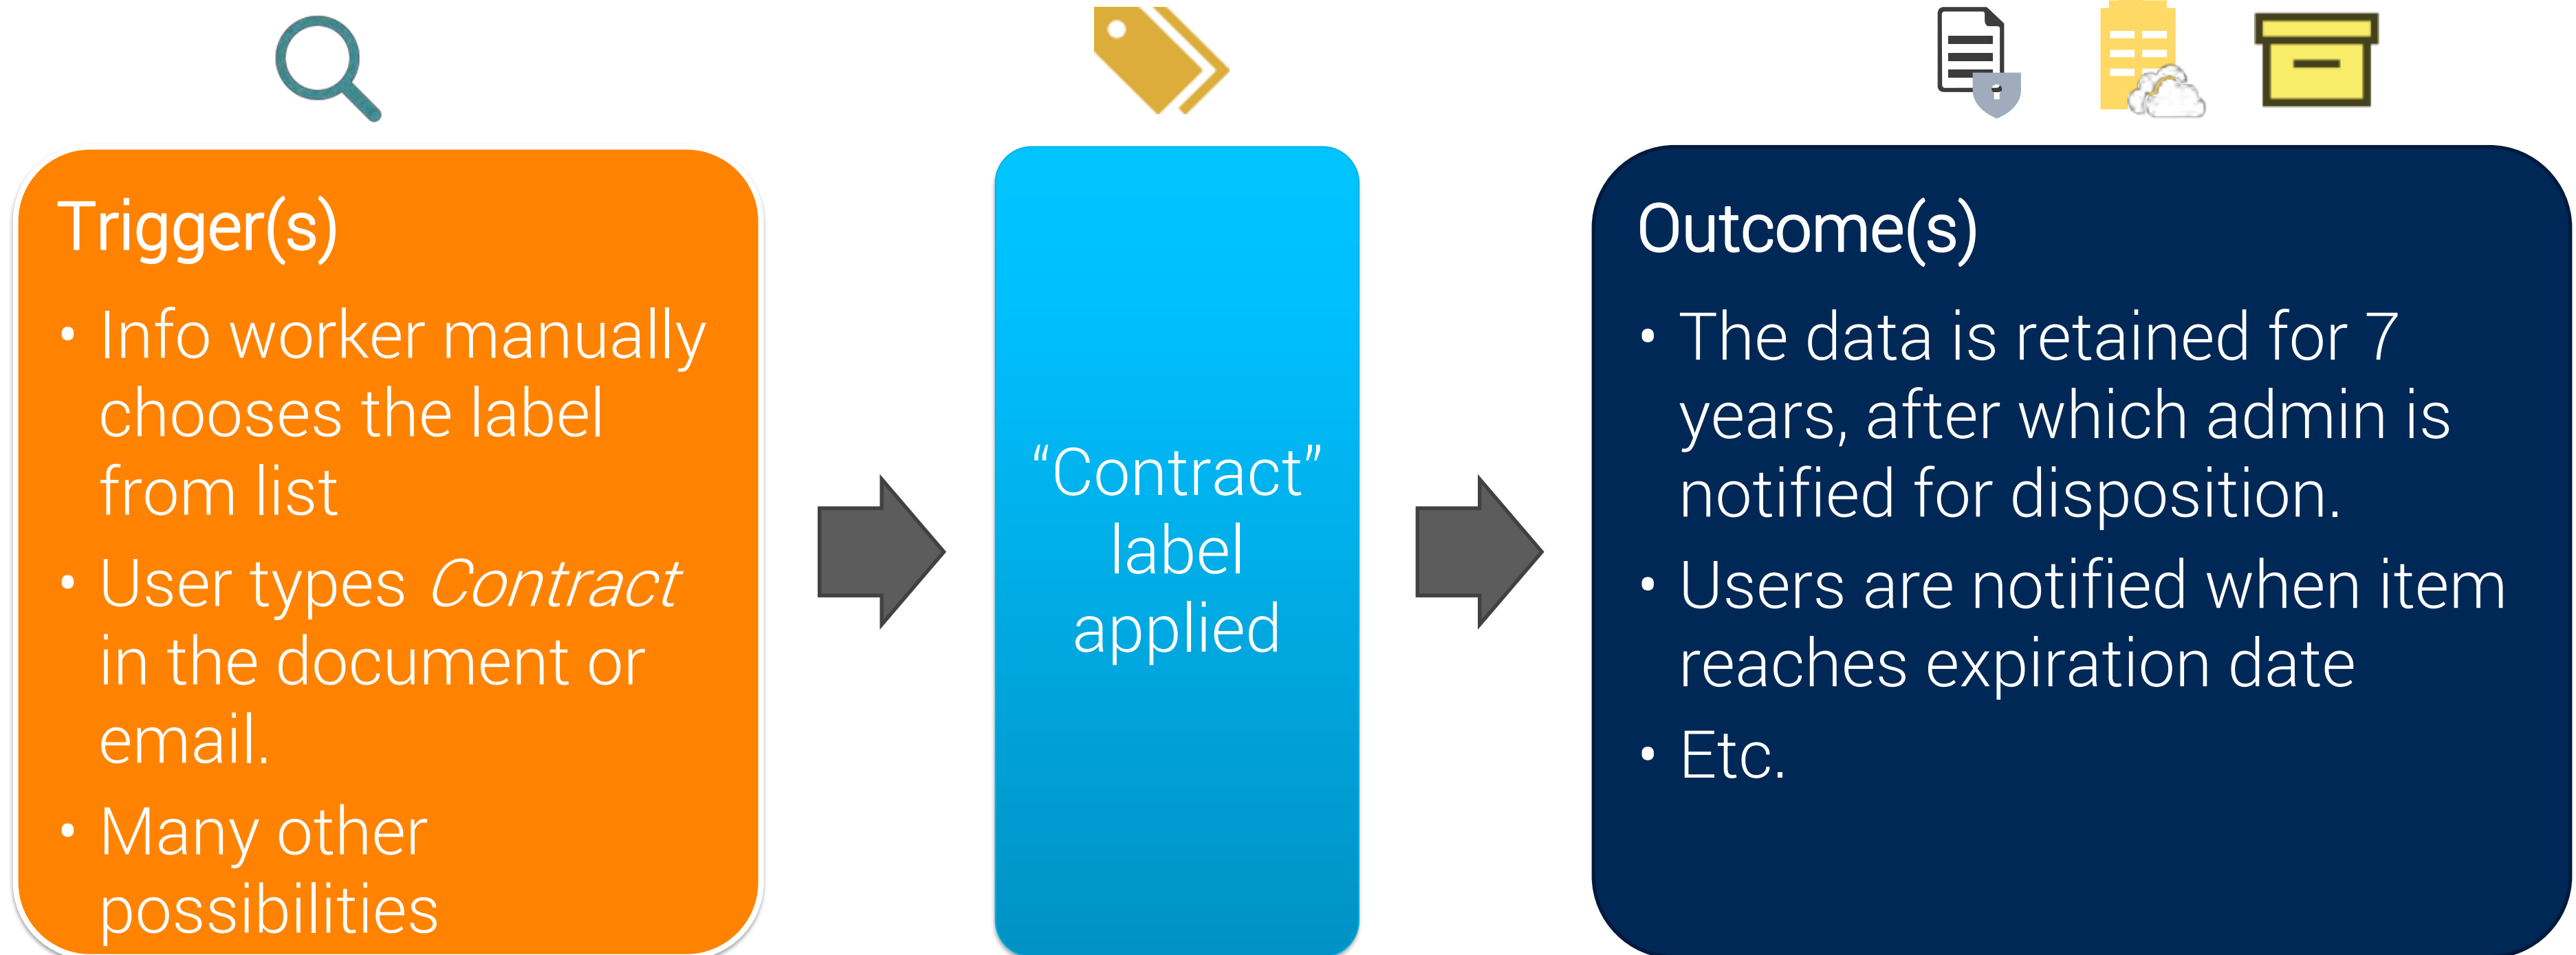 Trigger(s)
• Info worker manually
chooses the label
from list
• User types Contract
in the document or
email.
• Many other
possibilities
“Contract”
label
applied
Outcome(s)
• The data is retained for 7
years, after which admin is
notified for disposition.
• Users are notified when item
reaches expiration date
• Etc.